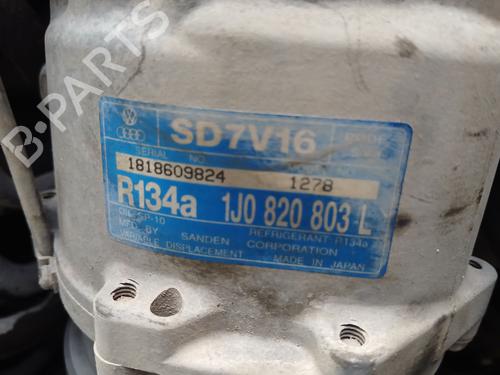 SD7V16
SERIAL NO.
1818609824 1278
R134a 1J0 820 803 L
OIL SP-10 REFRIGERANT R134a
MFD. BY SANDEN CORPORATION
VARIABLE DISPLACEMENT MADE IN JAPAN